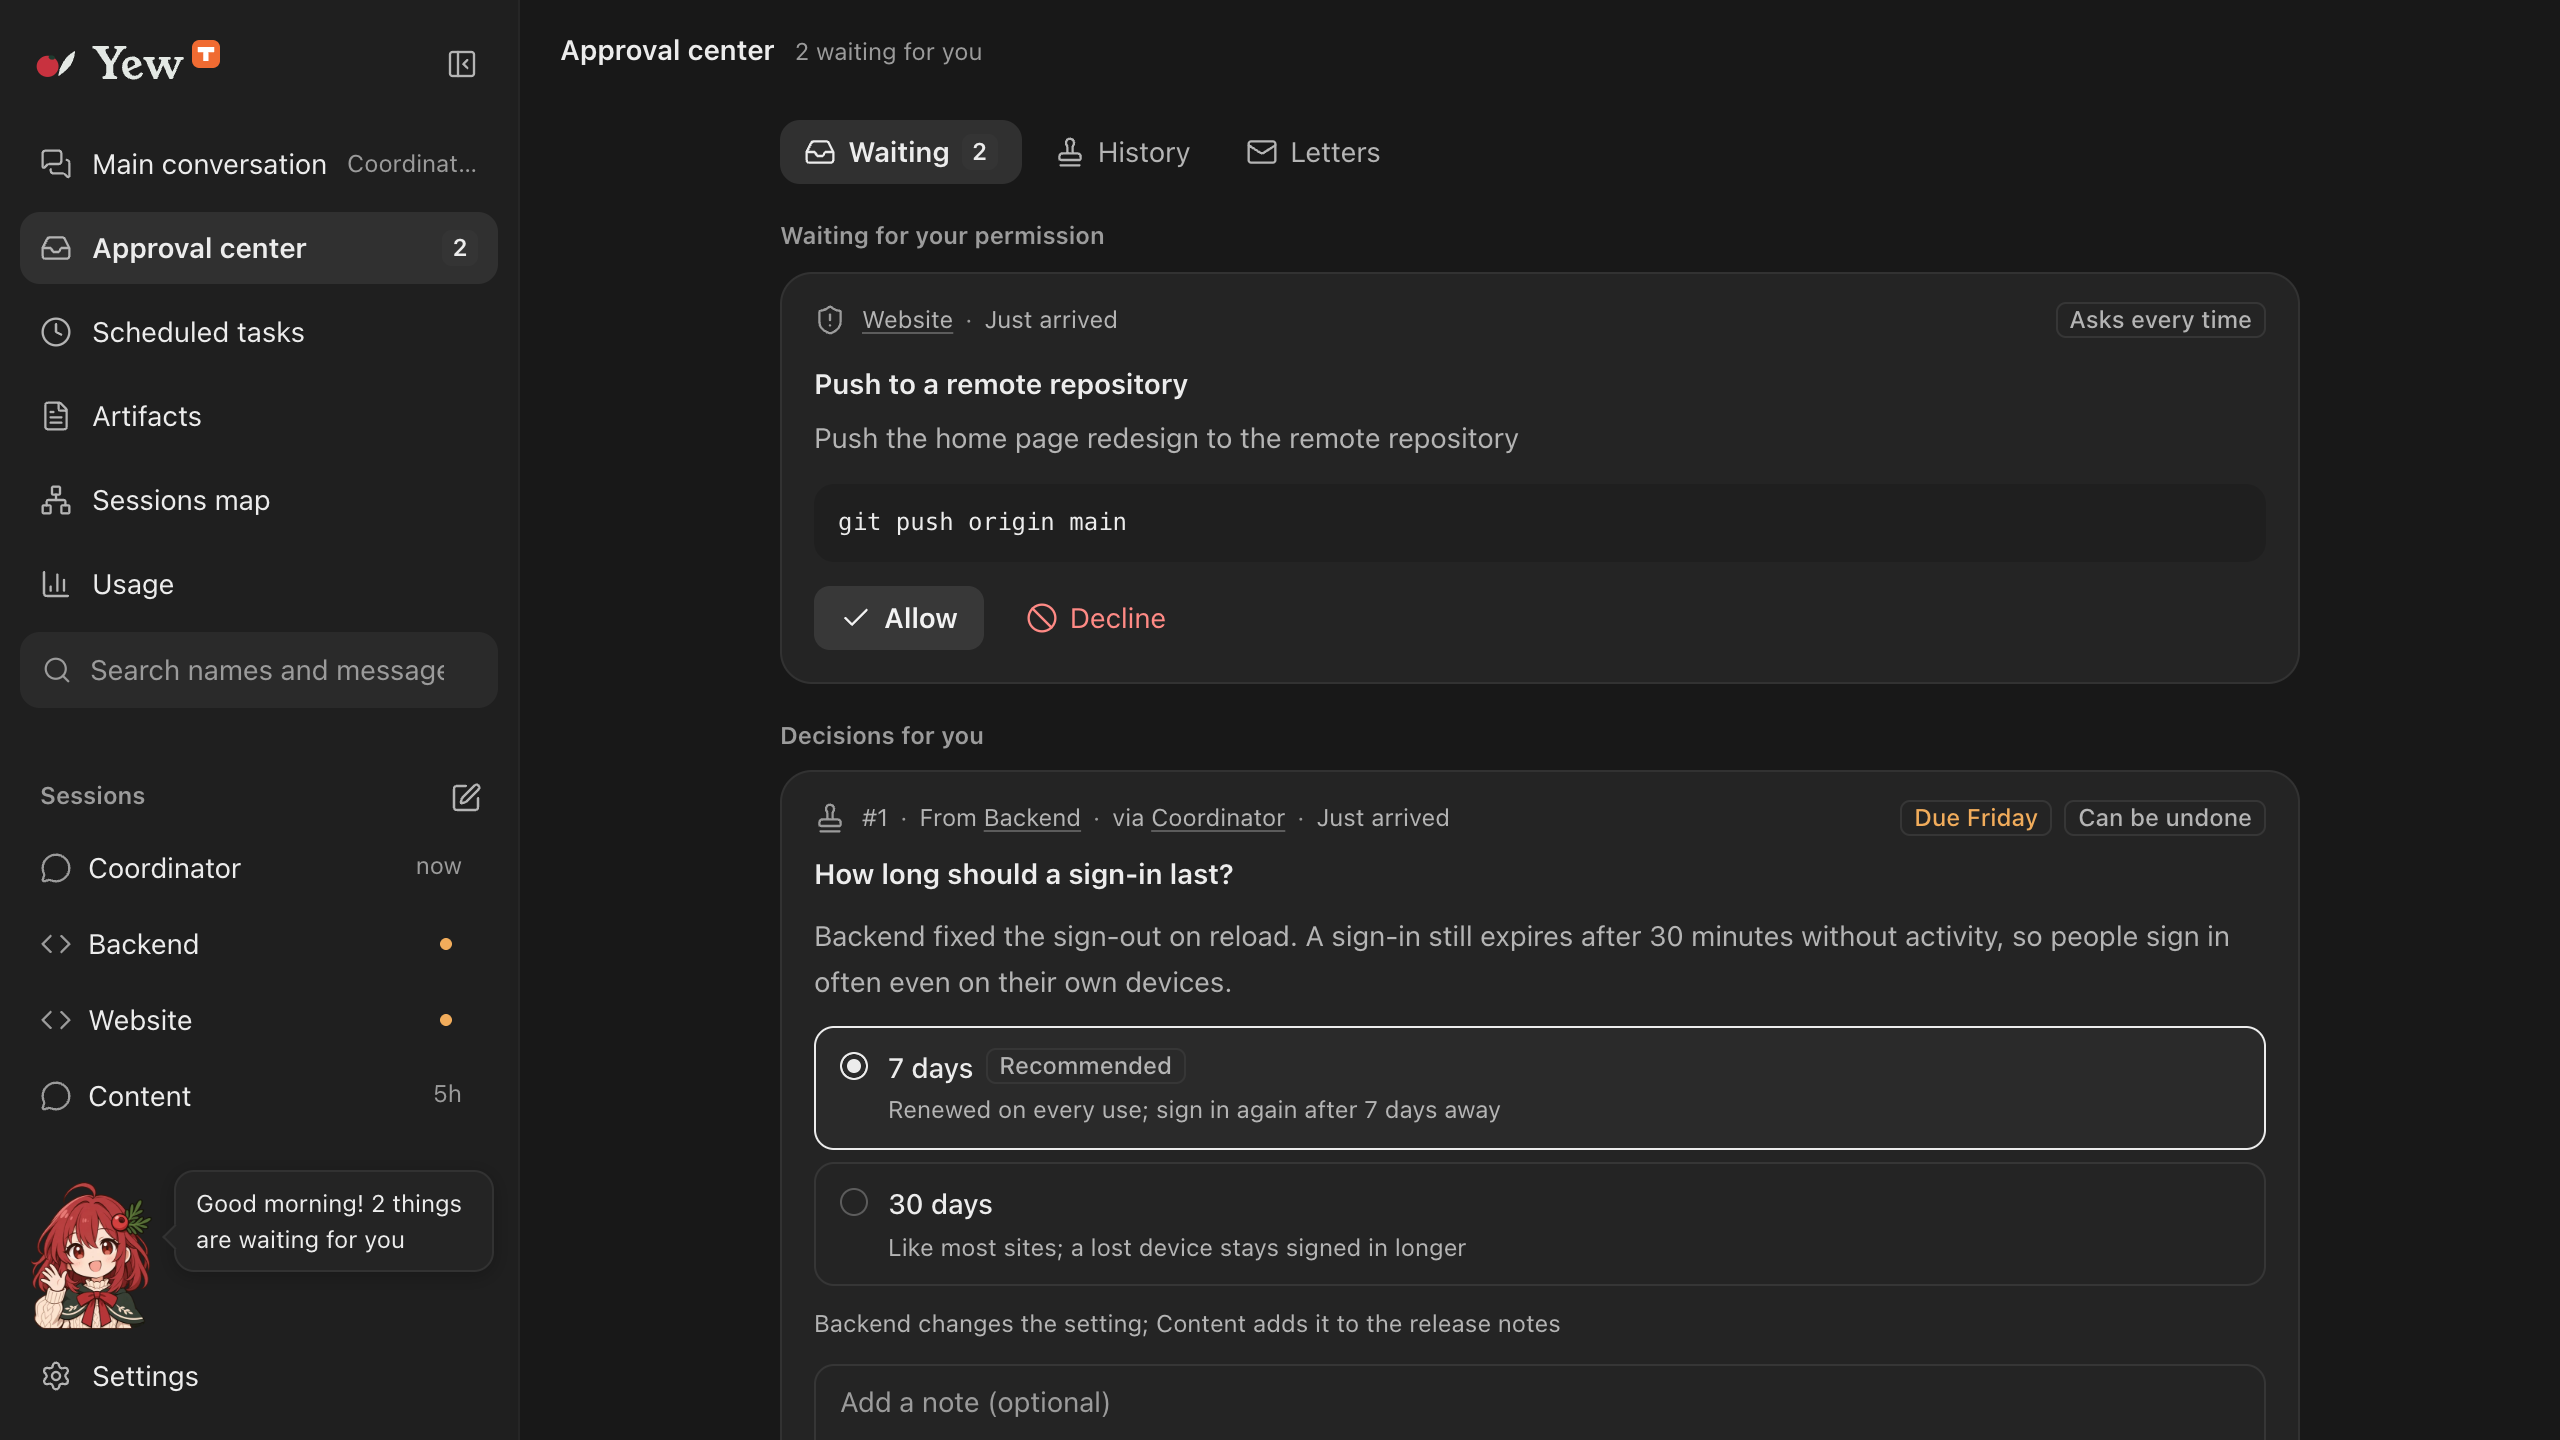 Yew T
Main conversation Coordinat...
Approval center 2
Scheduled tasks
Artifacts
Sessions map
Usage
Search names and message
Sessions
Coordinator now
Backend
Website
Content 5h
Good morning! 2 things
are waiting for you
Settings
Approval center 2 waiting for you
Waiting 2 History Letters
Waiting for your permission
Website · Just arrived Asks every time
Push to a remote repository
Push the home page redesign to the remote repository
git push origin main
Allow Decline
Decisions for you
#1 · From Backend · via Coordinator · Just arrived Due Friday Can be undone
How long should a sign-in last?
Backend fixed the sign-out on reload. A sign-in still expires after 30 minutes without activity, so people sign in
often even on their own devices.
7 days Recommended
Renewed on every use; sign in again after 7 days away
30 days
Like most sites; a lost device stays signed in longer
Backend changes the setting; Content adds it to the release notes
Add a note (optional)